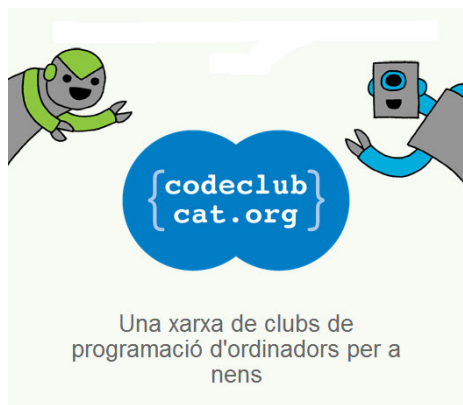 {codeclub
cat.org}
Una xarxa de clubs de
programació d'ordinadors per a
nens